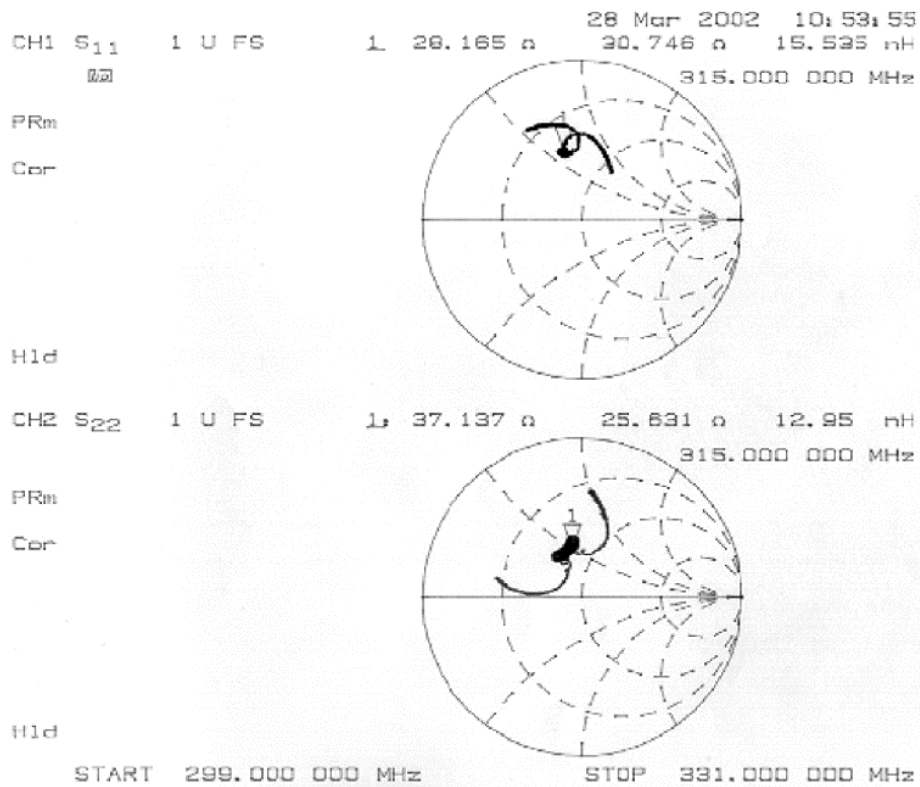 28 Mar 2002 10:53:55
CH1 S11 1 U FS 1 28.165 Ω 30.746 Ω 15.535 nH
hp
315.000 000 MHz
PRm
Cor
Hld
CH2 S22 1 U FS 1: 37.137 Ω 25.631 Ω 12.95 nH
315.000 000 MHz
PRm
Cor
1
Hld
START 299.000 000 MHz STOP 331.000 000 MHz